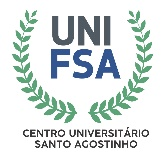 UNI
FSA
CENTRO UNIVERSITÁRIO
SANTO AGOSTINHO